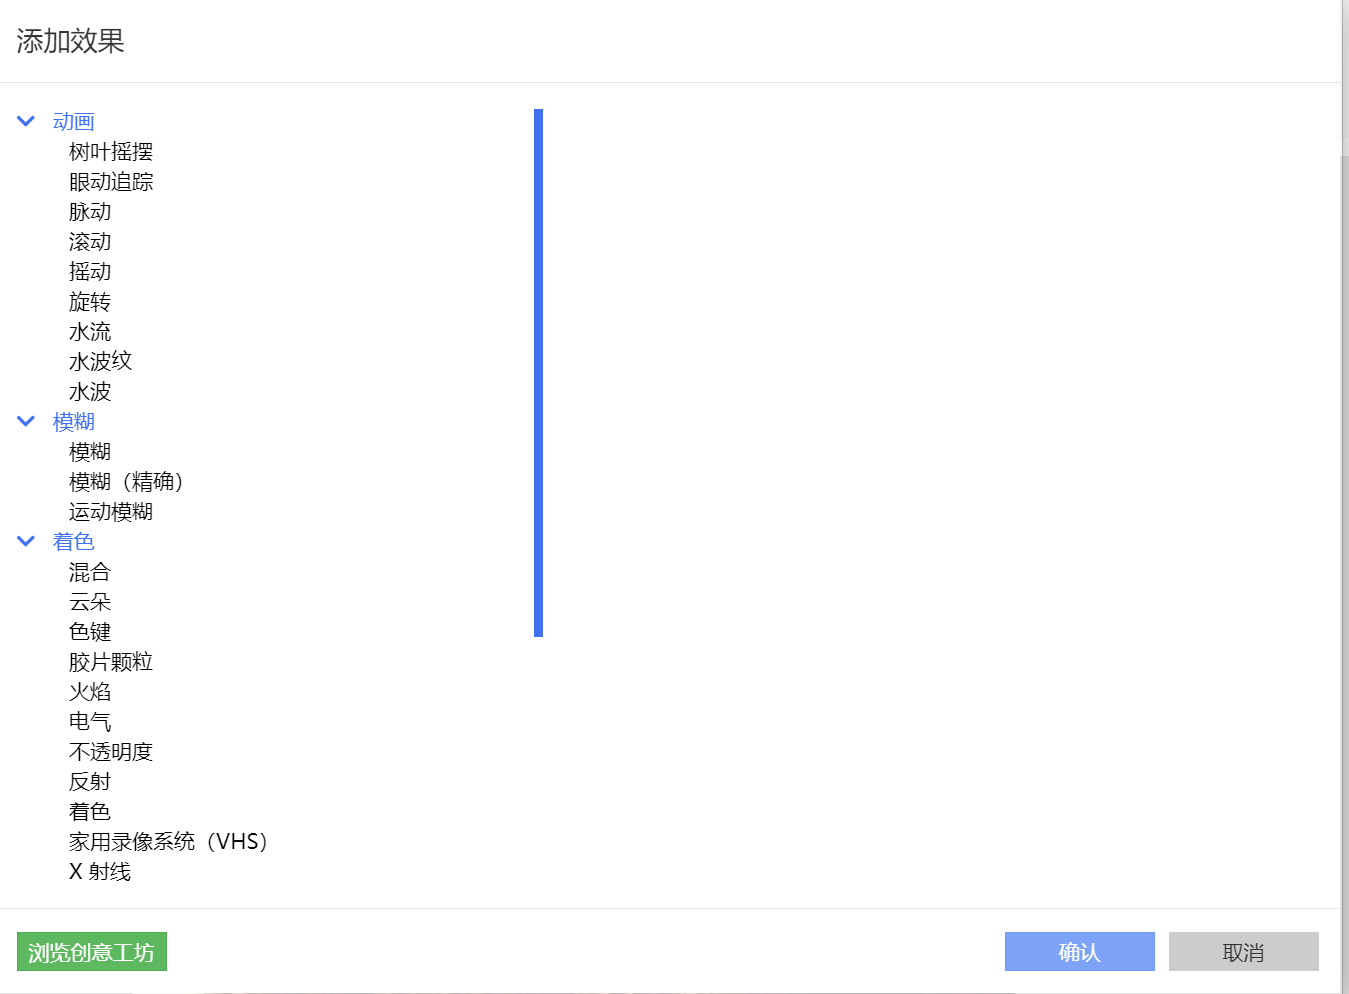 添加效果
动画
树叶摇摆
眼动追踪
脉动
滚动
摇动
旋转
水流
水波纹
水波
模糊
模糊
模糊（精确）
运动模糊
着色
混合
云朵
色键
胶片颗粒
火焰
电气
不透明度
反射
着色
家用录像系统（VHS）
X 射线
浏览创意工坊
确认
取消